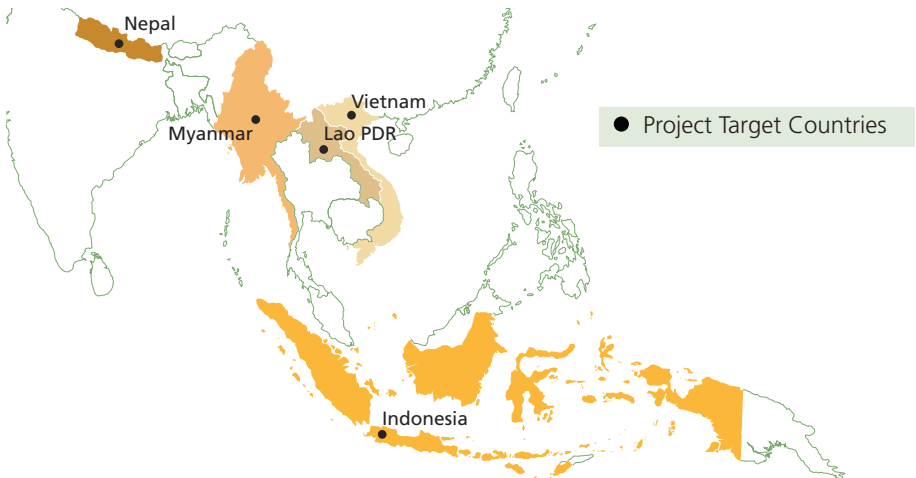 Nepal
Vietnam
Myanmar
Lao PDR
Project Target Countries
Indonesia